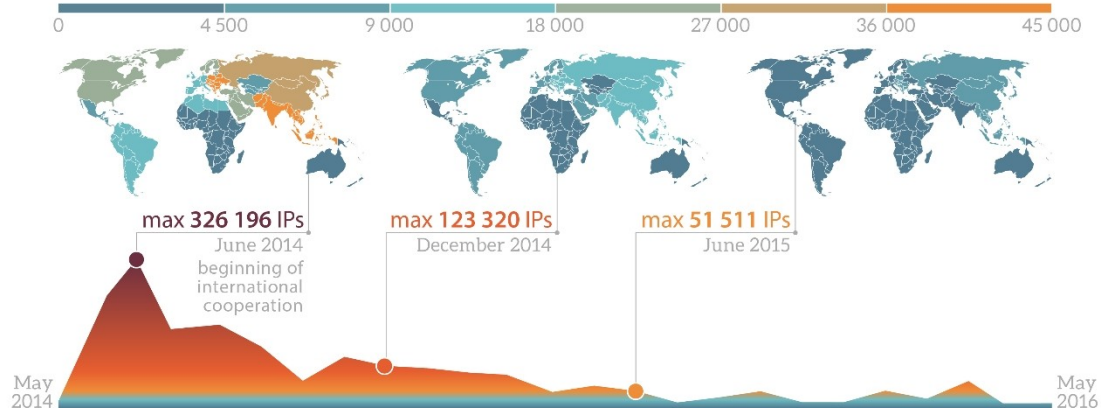 0 4 500 9 000 18 000 27 000 36 000 45 000
max 326 196 IPs
June 2014
beginning of
international
cooperation
max 123 320 IPs
December 2014
max 51 511 IPs
June 2015
May
2014
May
2016